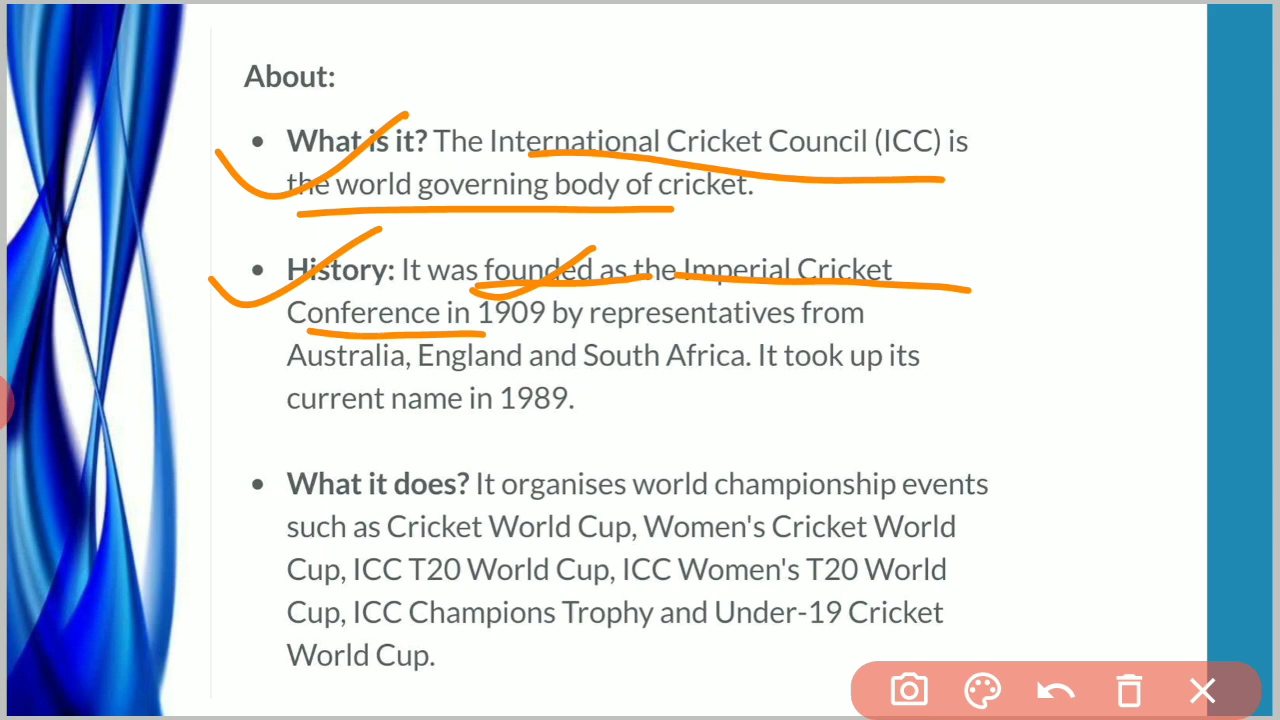 About:
• What is it? The International Cricket Council (ICC) is
the world governing body of cricket.
• History: It was founded as the Imperial Cricket
Conference in 1909 by representatives from
Australia, England and South Africa. It took up its
current name in 1989.
• What it does? It organises world championship events
such as Cricket World Cup, Women's Cricket World
Cup, ICC T20 World Cup, ICC Women's T20 World
Cup, ICC Champions Trophy and Under-19 Cricket
World Cup.